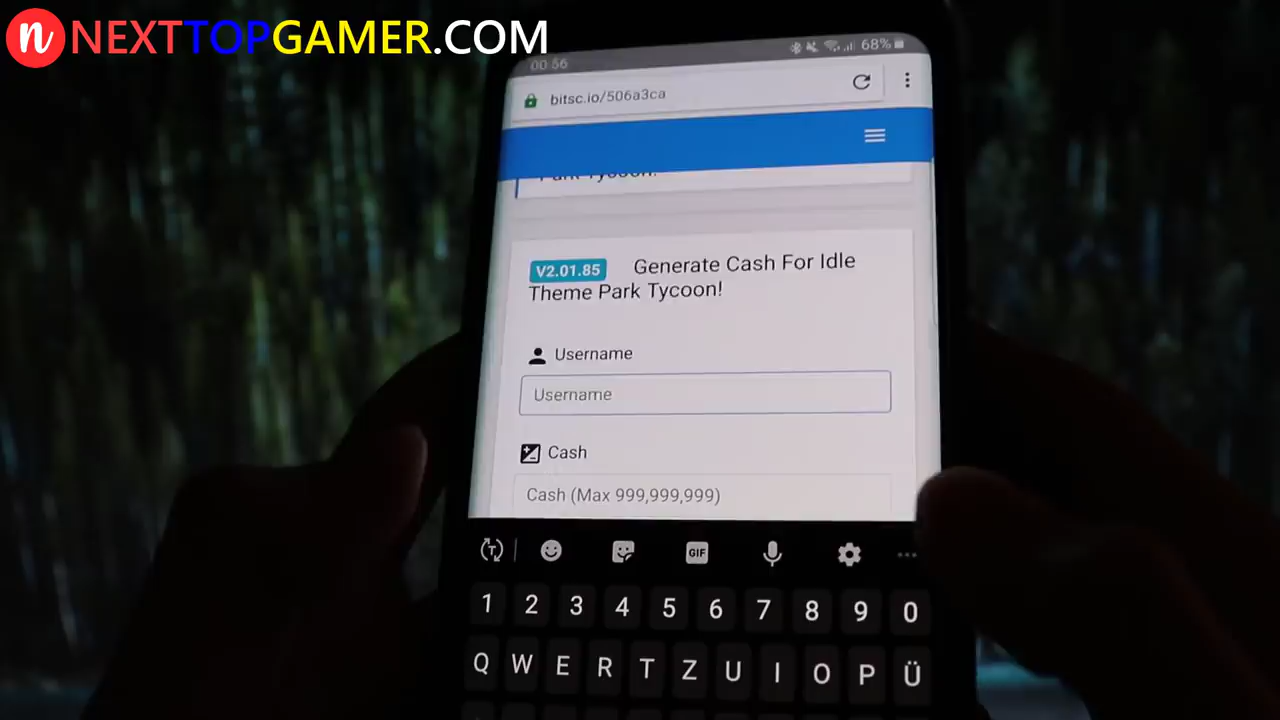 n NEXTTOPGAMER.COM
00:56
68%
bitsc.io/506a3ca
Park Tycoon!
V2.01.85 Generate Cash For Idle
Theme Park Tycoon!
Username
Username
Cash
Cash (Max 999,999,999)
T
GIF
1 2 3 4 5 6 7 8 9 0
Q W E R T Z U I O P Ü